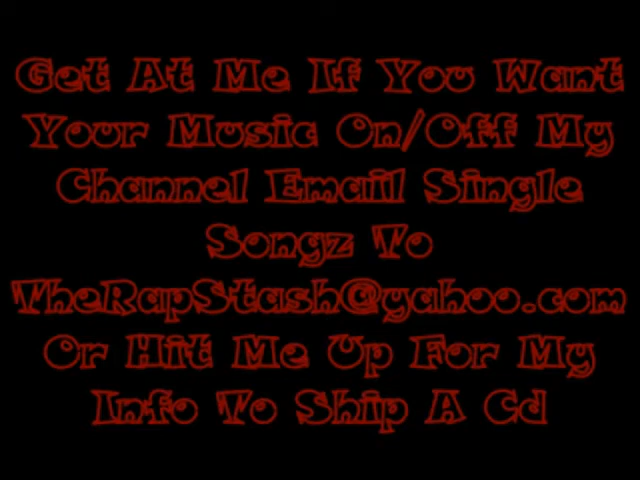 Get At Me If You Want
Your Music On/Off My
Channel Email Single
Songz To
TheRapStash@yahoo.com
Or Hit Me Up For My
Info To Ship A Cd